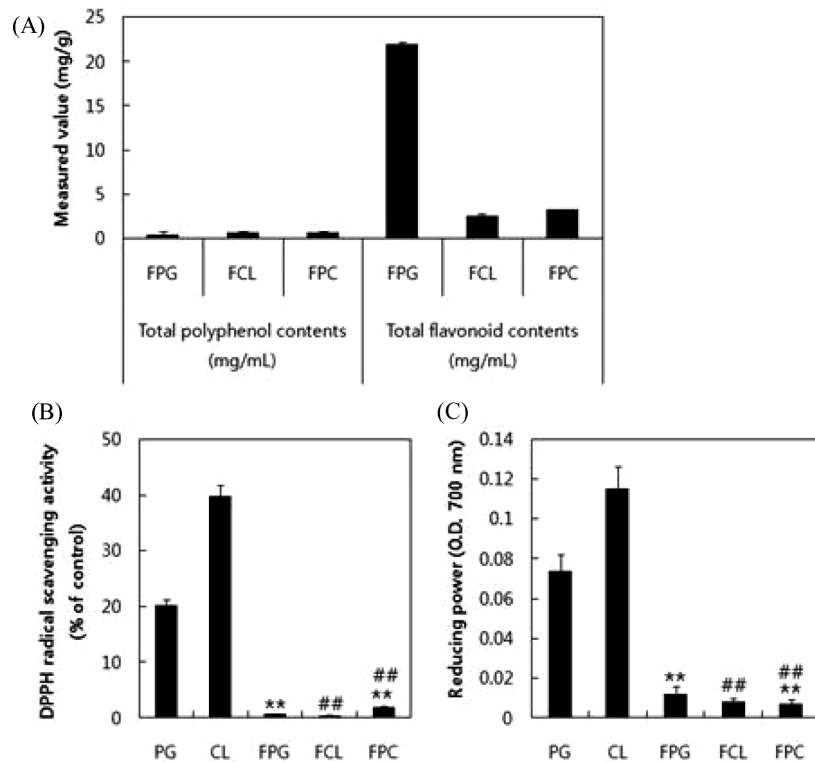 (A)
Measured value (mg/g)
25
20
15
10
5
0
FPG FCL FPC FPG FCL FPC
Total polyphenol contents Total flavonoid contents
(mg/mL) (mg/mL)
(B)
DPPH radical scavenging activity
(% of control)
50
40
30
20
10
0
** ## ##
**
PG CL FPG FCL FPC
(C)
Reducing power (O.D. 700 nm)
0.14
0.12
0.1
0.08
0.06
0.04
0.02
0
** ## ##
**
PG CL FPG FCL FPC